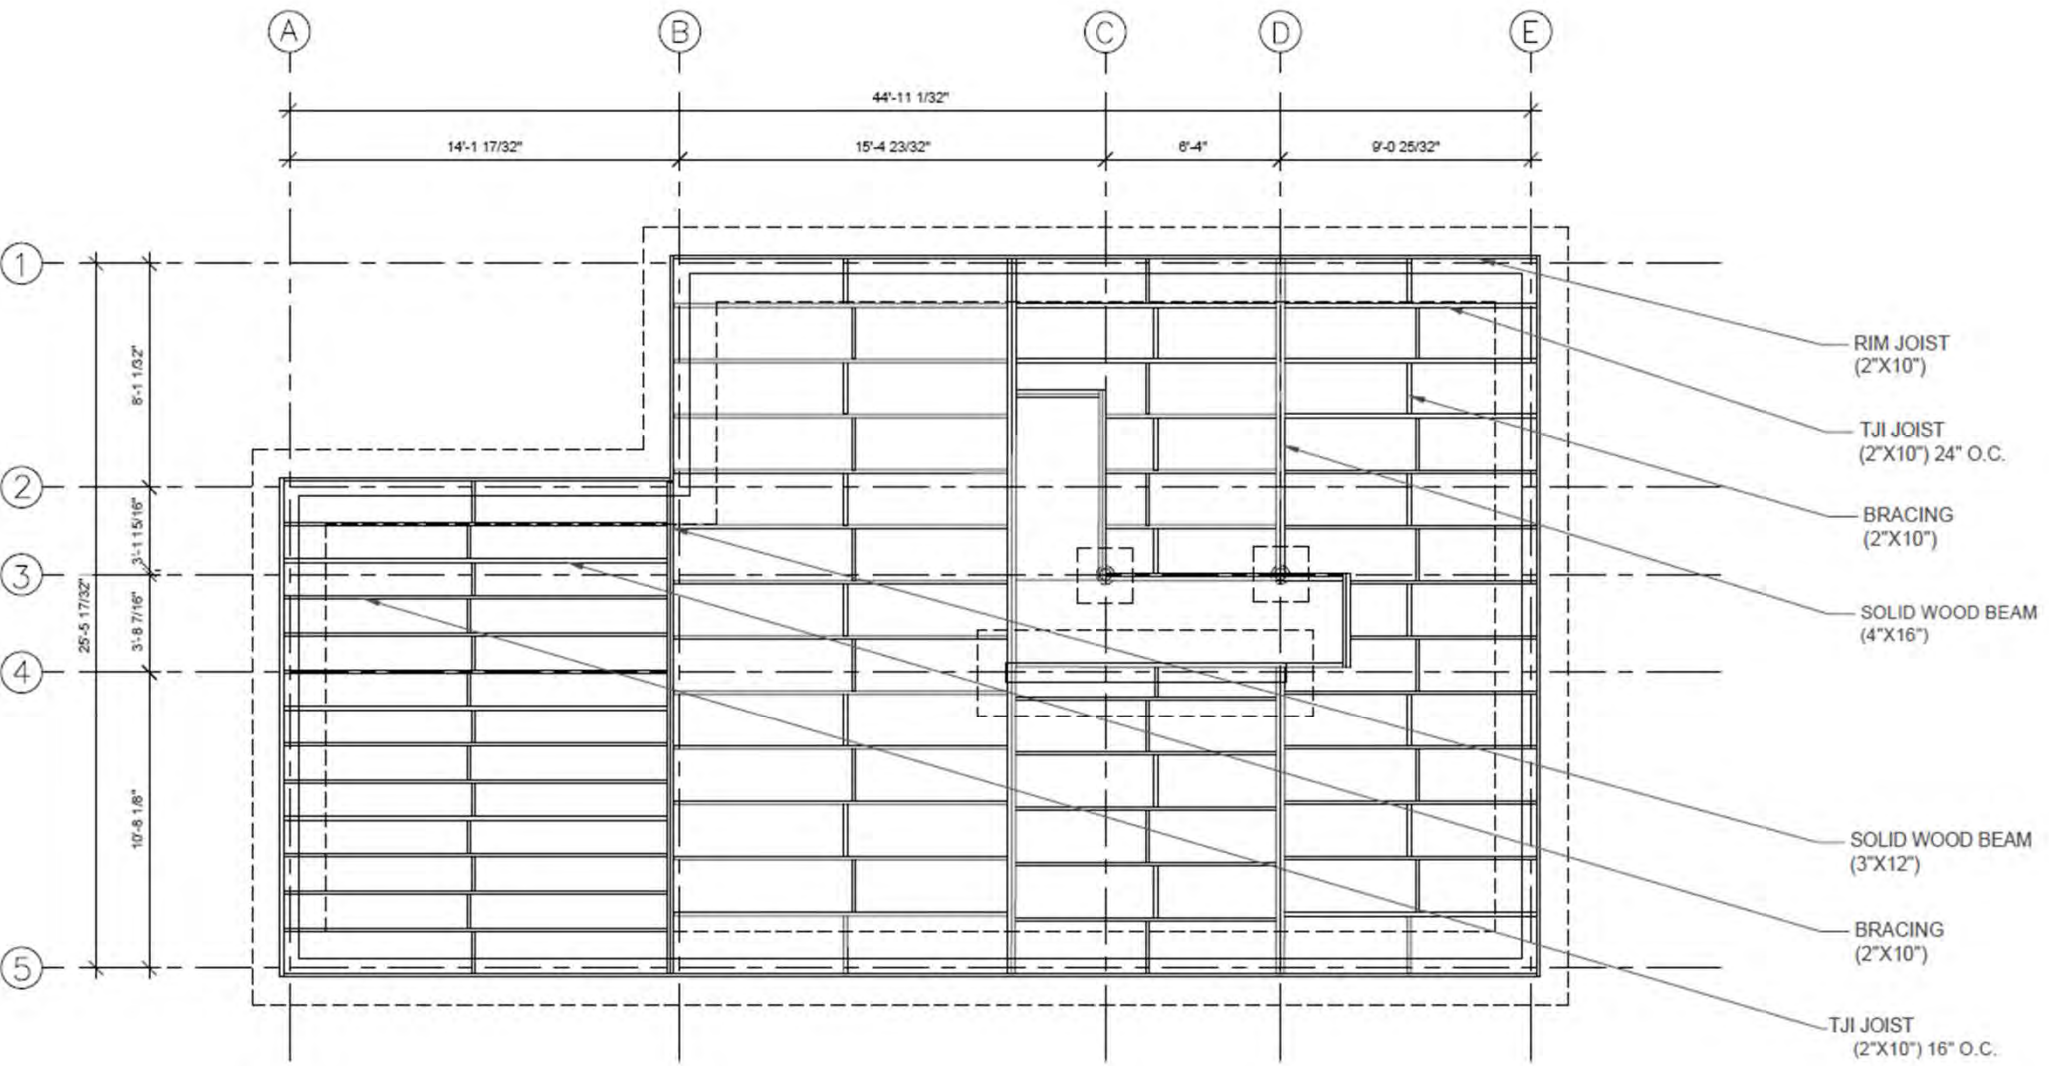 A
B
C
D
E
44'-11 1/32"
14'-1 17/32"
15'-4 23/32"
6'-4"
9'-0 25/32"
1
2
3
4
5
8'-1 1/32"
3'-1 15/16"
3'-8 7/16"
10'-8 1/8"
25'-5 17/32"
RIM JOIST
(2"X10")
TJI JOIST
(2"X10") 24" O.C.
BRACING
(2"X10")
SOLID WOOD BEAM
(4"X16")
SOLID WOOD BEAM
(3"X12")
BRACING
(2"X10")
TJI JOIST
(2"X10") 16" O.C.